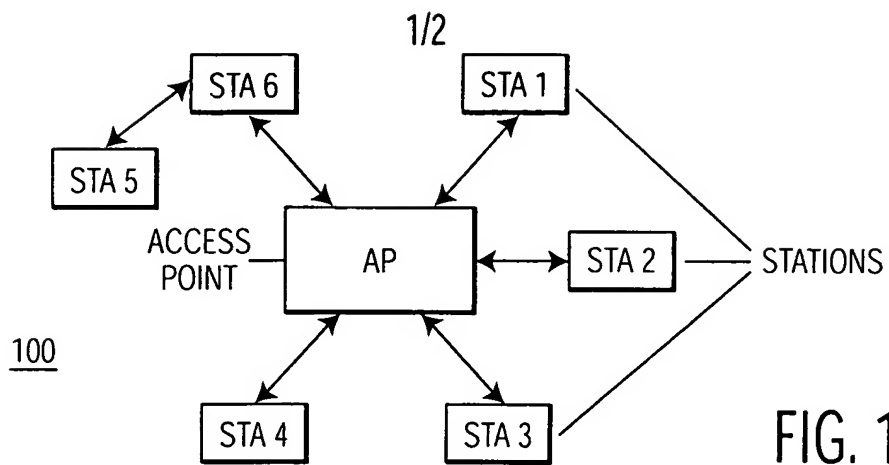 1/2
STA 6
STA 1
STA 5
ACCESS
POINT
AP
STA 2
STATIONS
100
STA 4
STA 3
FIG. 1